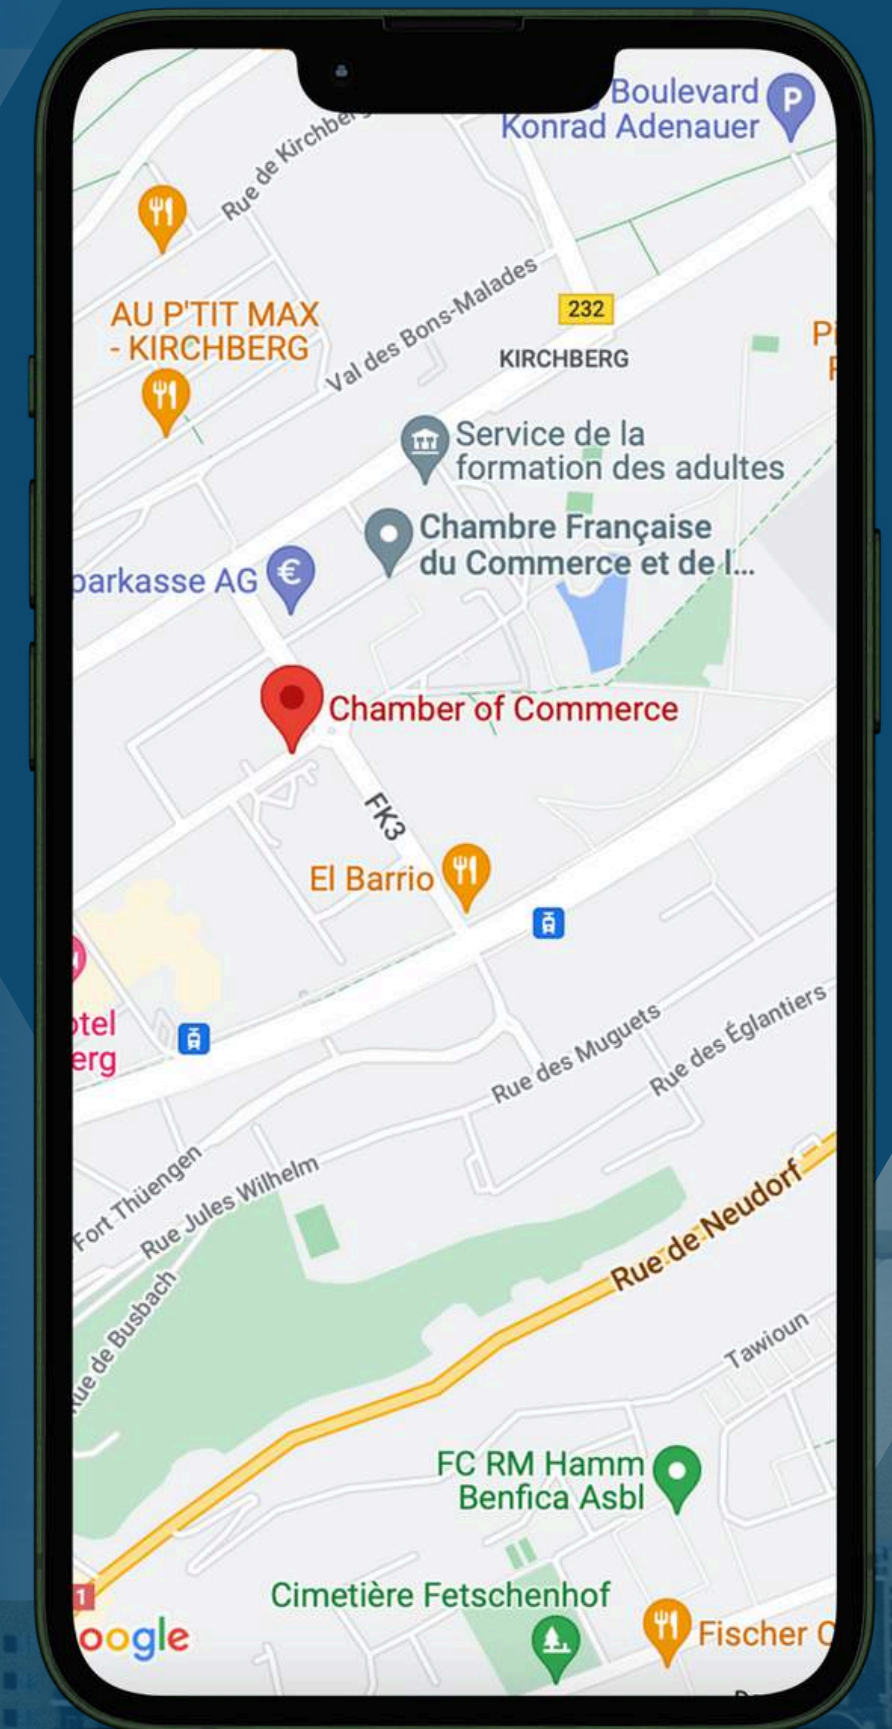 Boulevard
Konrad Adenauer
P
Rue de Kirchberg
AU P'TIT MAX
- KIRCHBERG
Val des Bons-Malades
232
KIRCHBERG
Service de la
formation des adultes
Chambre Française
du Commerce et de l...
parkasse AG
€
Chamber of Commerce
FK3
El Barrio
otel
erg
Rue des Muguets
Rue des Églantiers
Fort Thüengen
Rue Jules Wilhelm
Rue de Busbach
Rue de Neudorf
Tawioun
FC RM Hamm
Benfica Asbl
Cimetière Fetschenhof
1
oogle
Fischer